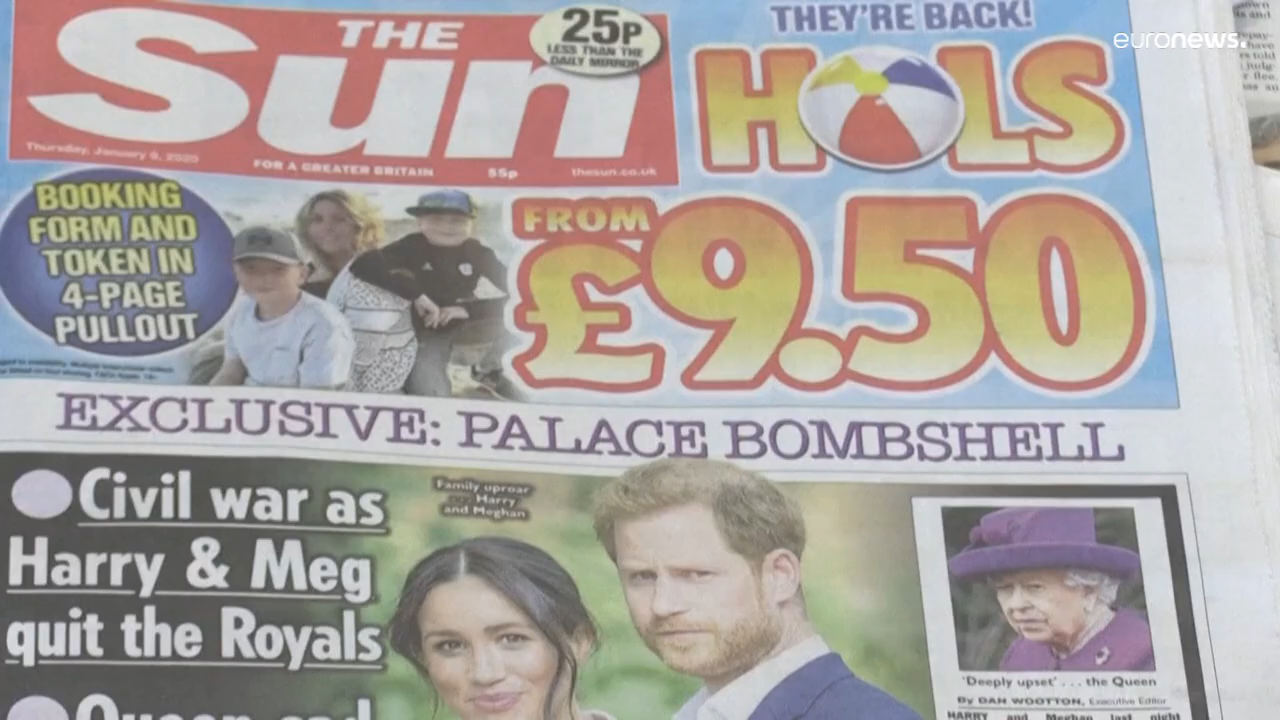 euronews.
THE
Sun
25P
LESS THAN THE
DAILY MIRROR
Thursday, January 9, 2020
FOR A GREATER BRITAIN
55p
thesun.co.uk
THEY'RE BACK!
HOLS
FROM
£9.50
BOOKING
FORM AND
TOKEN IN
4-PAGE
PULLOUT
EXCLUSIVE: PALACE BOMBSHELL
Civil war as
Harry & Meg
quit the Royals
Queen and
Family uproar
... Harry
and Meghan
'Deeply upset' . . . the Queen
By DAN WOOTTON, Executive Editor
HARRY and Meghan last night